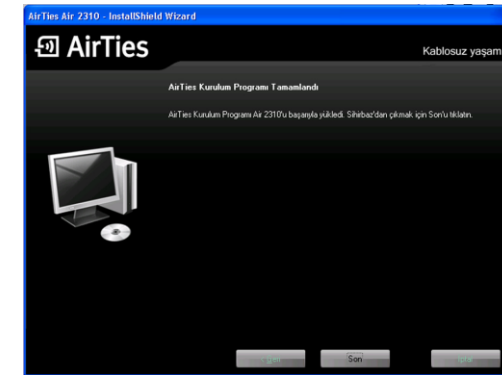 AirTies Air 2310 - InstallShield Wizard
AirTies
Kablosuz yaşam
AirTies Kurulum Programı Tamamlandı
AirTies Kurulum Programı Air 2310'u başarıyla yükledi. Sihirbaz'dan çıkmak için Son'u tıklatın.
Son